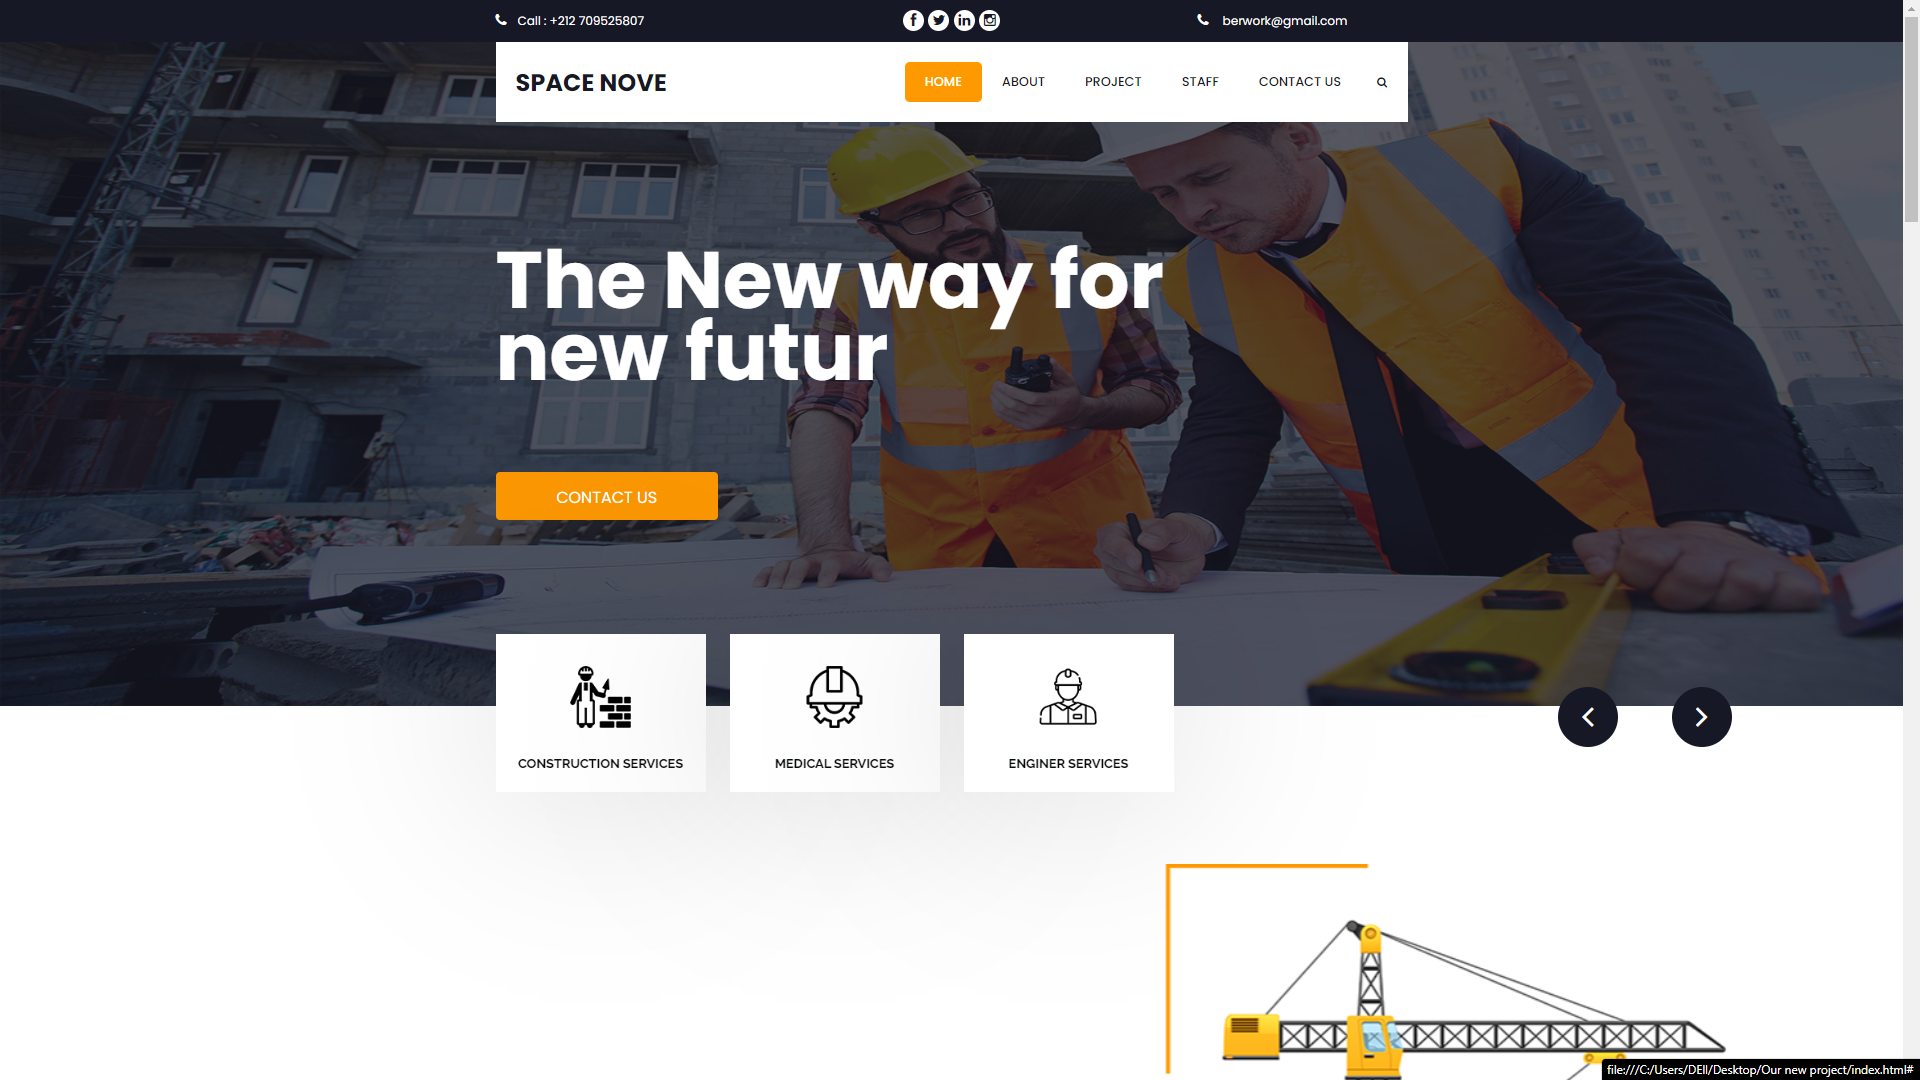 Call : +212 709525807
berwork@gmail.com
SPACE NOVE
HOME ABOUT PROJECT STAFF CONTACT US
The New way for
new futur
CONTACT US
CONSTRUCTION SERVICES
MEDICAL SERVICES
ENGINER SERVICES
file:///C:/Users/DEll/Desktop/Our new project/index.html#